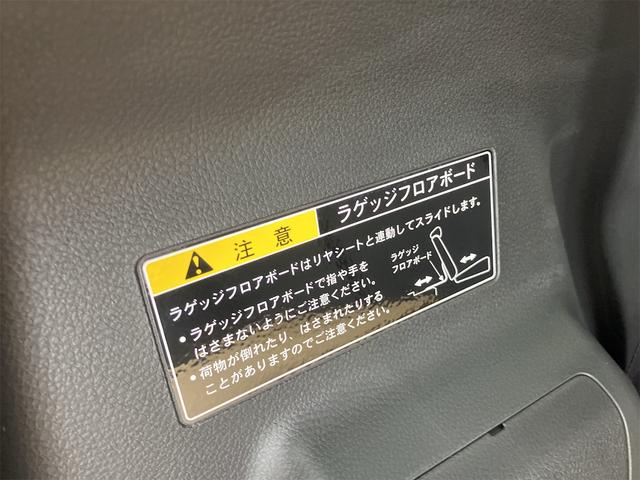 注意
ラゲッジフロアボード
ラゲッジフロアボードはリヤシートと連動してスライドします。
・ラゲッジフロアボードで指や手を
はさまないようにご注意ください。
・荷物が倒れたり、はさまれたりする
ことがありますのでご注意ください。
ラゲッジ
フロアボード